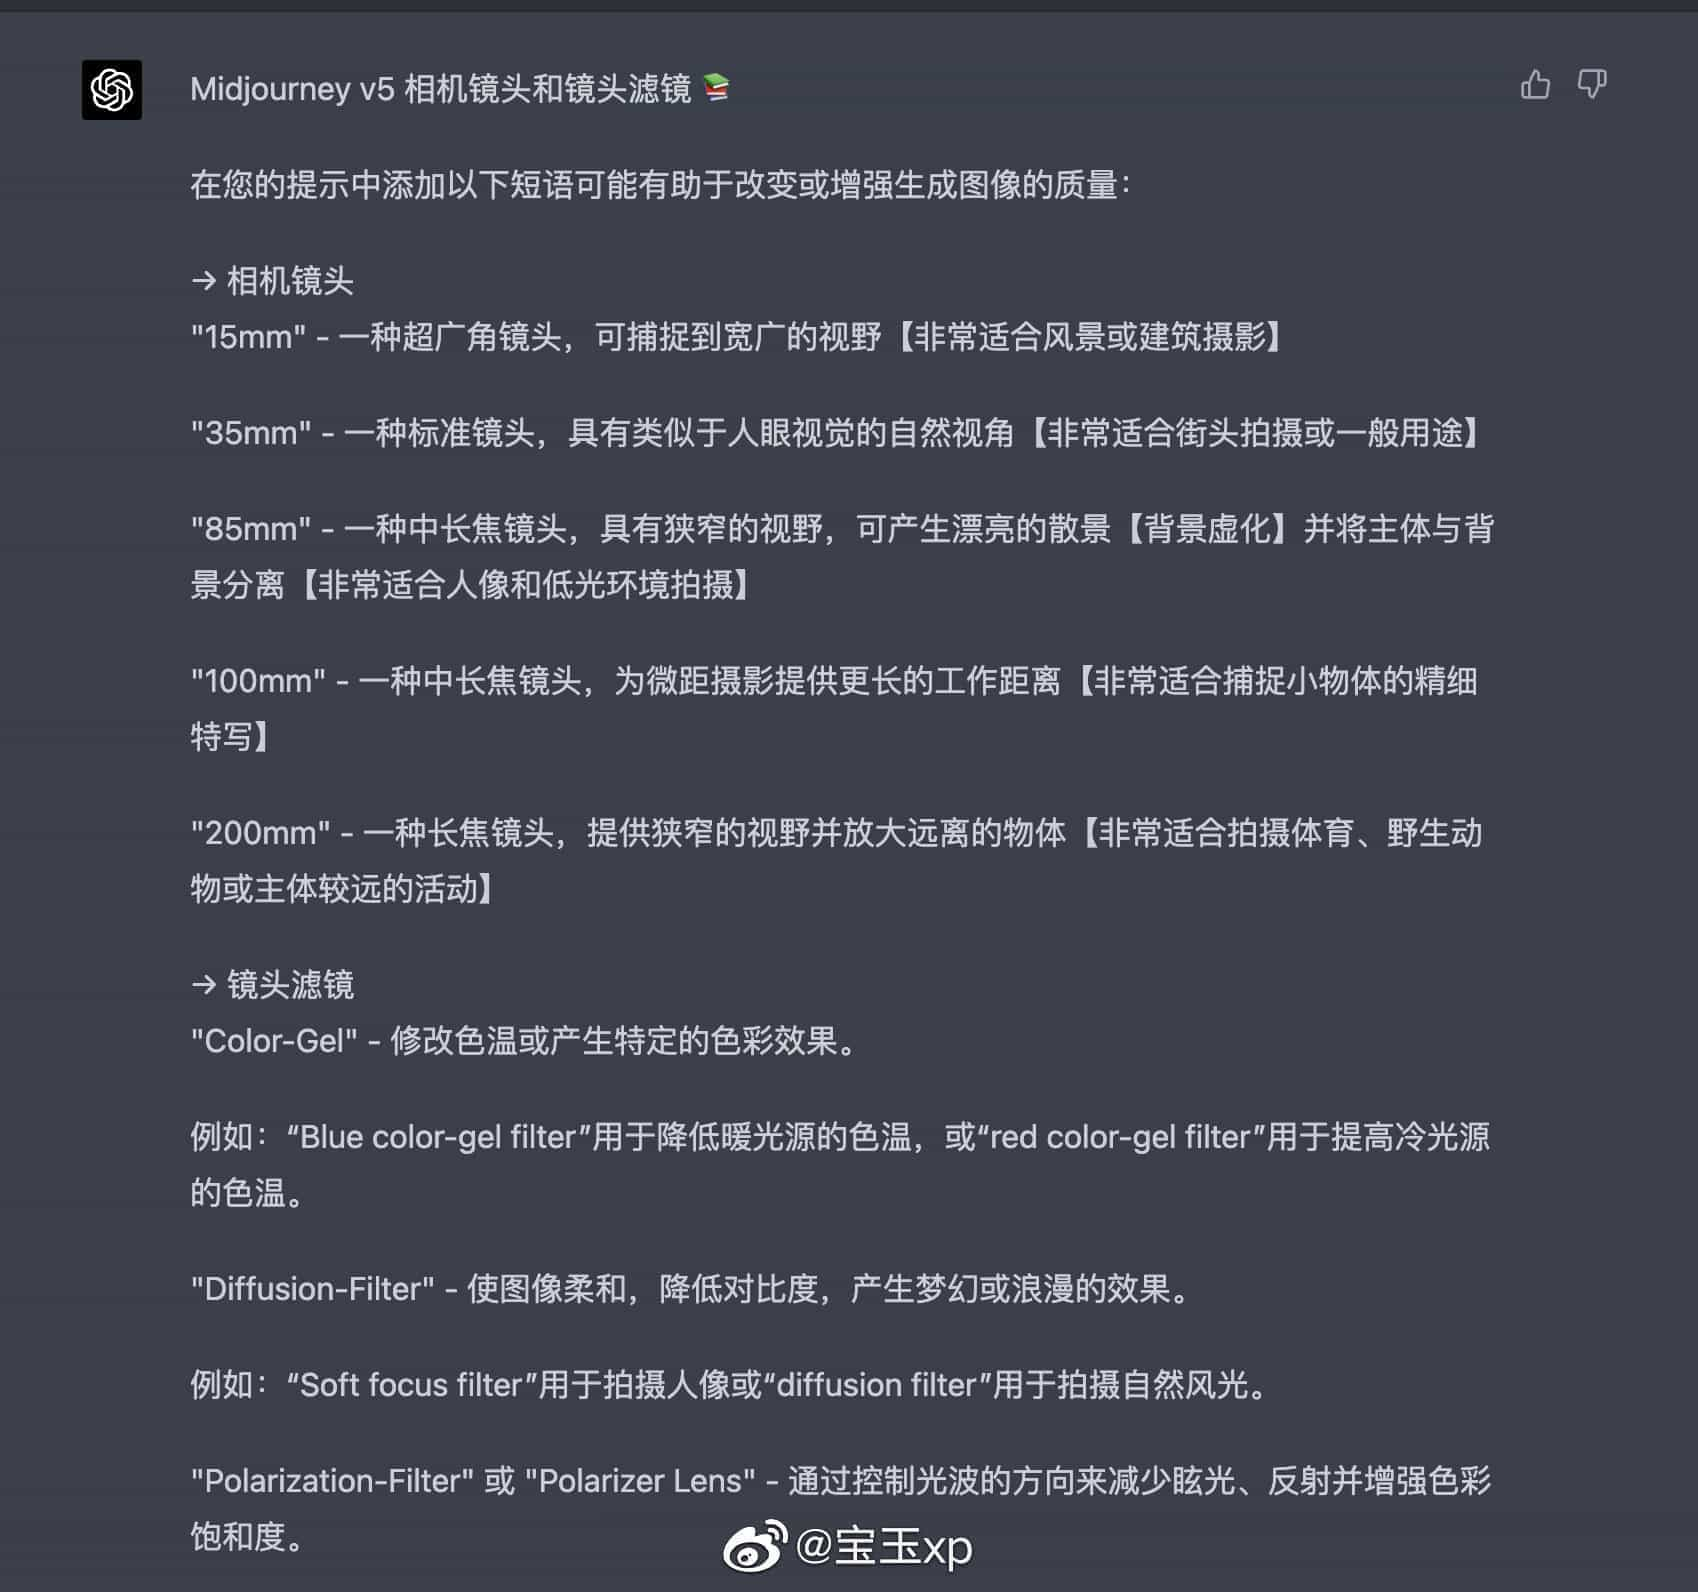 Midjourney v5 相机镜头和镜头滤镜 📚
在您的提示中添加以下短语可能有助于改变或增强生成图像的质量：
→ 相机镜头
"15mm" - 一种超广角镜头，可捕捉到宽广的视野【非常适合风景或建筑摄影】
"35mm" - 一种标准镜头，具有类似于人眼视觉的自然视角【非常适合街头拍摄或一般用途】
"85mm" - 一种中长焦镜头，具有狭窄的视野，可产生漂亮的散景【背景虚化】并将主体与背
景分离【非常适合人像和低光环境拍摄】
"100mm" - 一种中长焦镜头，为微距摄影提供更长的工作距离【非常适合捕捉小物体的精细
特写】
"200mm" - 一种长焦镜头，提供狭窄的视野并放大远离的物体【非常适合拍摄体育、野生动
物或主体较远的活动】
→ 镜头滤镜
"Color-Gel" - 修改色温或产生特定的色彩效果。
例如：“Blue color-gel filter”用于降低暖光源的色温，或“red color-gel filter”用于提高冷光源
的色温。
"Diffusion-Filter" - 使图像柔和，降低对比度，产生梦幻或浪漫的效果。
例如：“Soft focus filter”用于拍摄人像或“diffusion filter”用于拍摄自然风光。
"Polarization-Filter" 或 "Polarizer Lens" - 通过控制光波的方向来减少眩光、反射并增强色彩
饱和度。
@宝玉xp